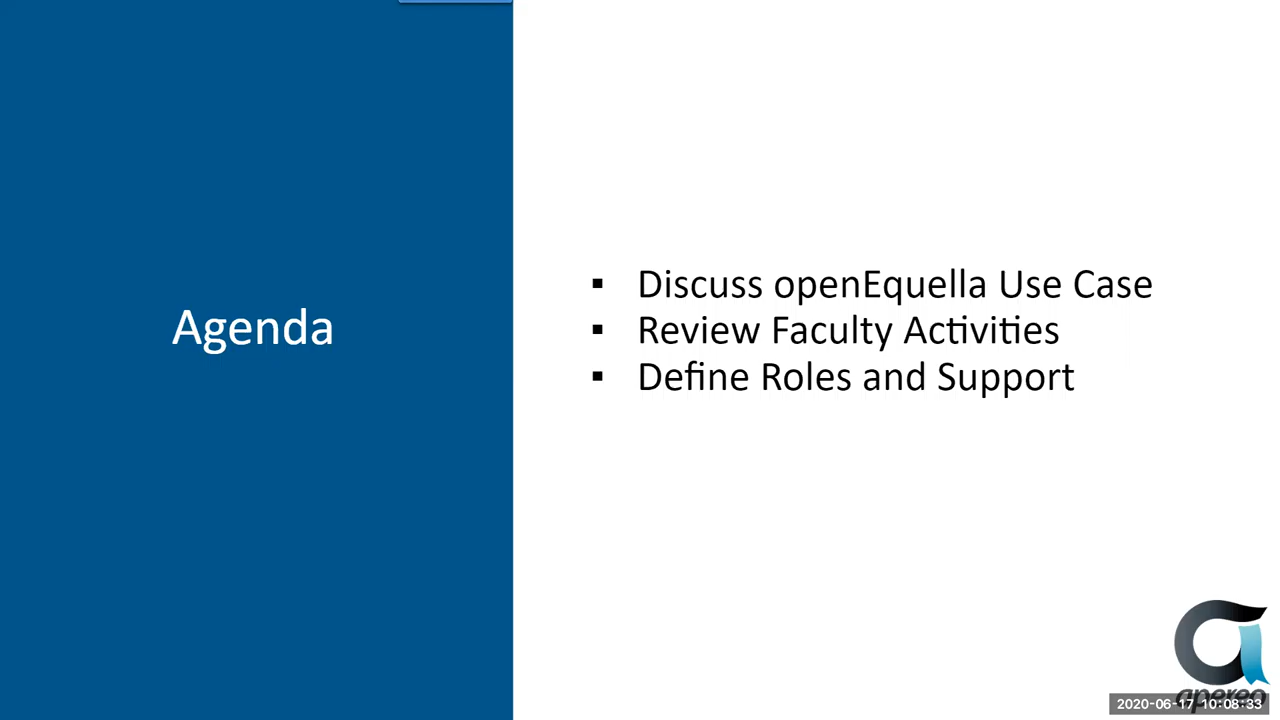 Agenda
▪ Discuss openEquella Use Case
▪ Review Faculty Activities
▪ Define Roles and Support
apereo
2020-06-17 10:08:33